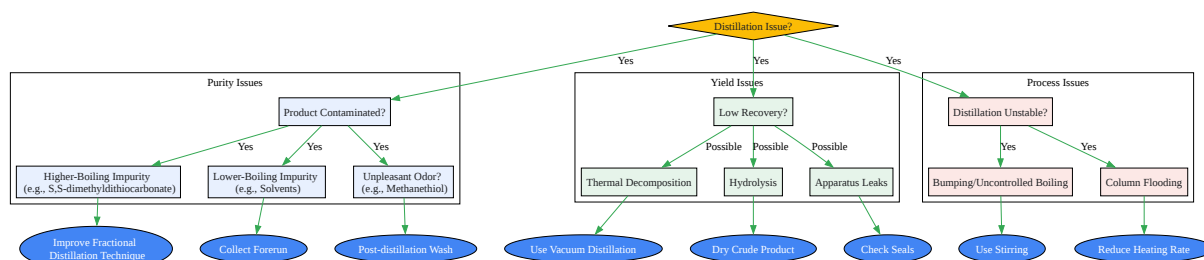 Distillation Issue?
Yes
Yes
Yes
Purity Issues
Yield Issues
Process Issues
Product Contaminated?
Low Recovery?
Distillation Unstable?
Yes
Yes
Yes
Possible
Possible
Possible
Yes
Yes
Higher-Boiling Impurity
(e.g., S,S-dimethyldithiocarbonate)
Lower-Boiling Impurity
(e.g., Solvents)
Unpleasant Odor?
(e.g., Methanethiol)
Thermal Decomposition
Hydrolysis
Apparatus Leaks
Bumping/Uncontrolled Boiling
Column Flooding
Improve Fractional
Distillation Technique
Collect Forerun
Post-distillation Wash
Use Vacuum Distillation
Dry Crude Product
Check Seals
Use Stirring
Reduce Heating Rate